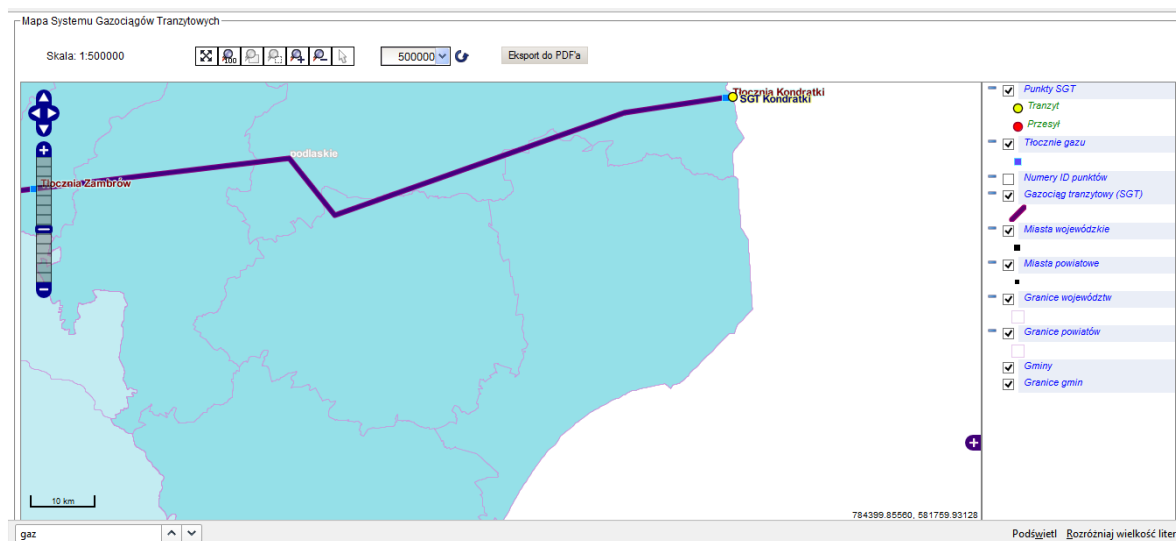 Mapa Systemu Gazociągów Tranzytowych
Skala: 1:500000
100
500000
Eksport do PDF'a
Tłocznia Kondratki
SGT Kondratki
podlaskie
Tłocznia Zambrów
10 km
784399.85560, 581759.93128
Punkty SGT
Tranzyt
Przesył
Tłocznie gazu
Numery ID punktów
Gazociąg tranzytowy (SGT)
Miasta wojewódzkie
Miasta powiatowe
Granice województw
Granice powiatów
Gminy
Granice gmin
gaz
Podświetl Rozróżniaj wielkość liter